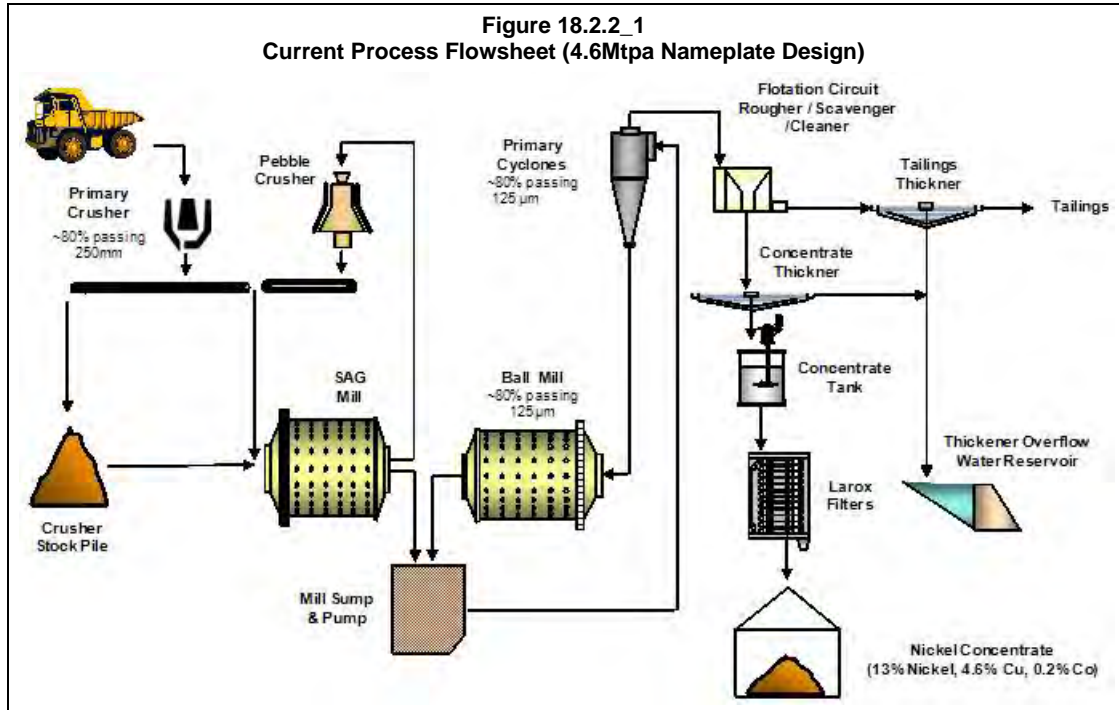 Figure 18.2.2_1
Current Process Flowsheet (4.6Mtpa Nameplate Design)
Primary
Crusher
~80% passing
250mm
Pebble
Crusher
Primary
Cyclones
~80% passing
125 µm
Flotation Circuit
Rougher / Scavenger
/Cleaner
Tailings
Thickner
Tailings
Concentrate
Thickner
SAG
Mill
Ball Mill
~80% passing
125µm
Concentrate
Tank
Crusher
Stock Pile
Mill Sump
& Pump
Larox
Filters
Thickener Overflow
Water Reservoir
Nickel Concentrate
(13% Nickel, 4.6% Cu, 0.2% Co)